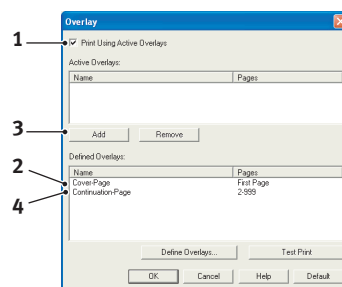 Overlay
1 Print Using Active Overlays
Active Overlays:
Name Pages
3 Add Remove
Defined Overlays:
Name Pages
2 Cover-Page First Page
4 Continuation-Page 2-999
Define Overlays... Test Print
OK Cancel Help Default